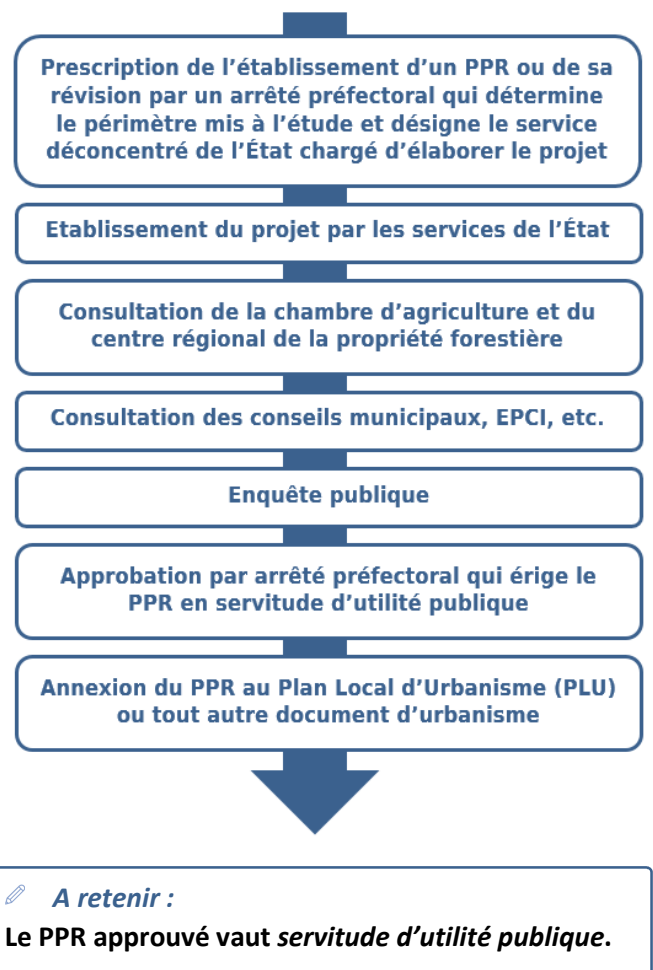 Prescription de l’établissement d’un PPR ou de sa
révision par un arrêté préfectoral qui détermine
le périmètre mis à l’étude et désigne le service
déconcentré de l’État chargé d’élaborer le projet
Etablissement du projet par les services de l’État
Consultation de la chambre d’agriculture et du
centre régional de la propriété forestière
Consultation des conseils municipaux, EPCI, etc.
Enquête publique
Approbation par arrêté préfectoral qui érige le
PPR en servitude d’utilité publique
Annexion du PPR au Plan Local d’Urbanisme (PLU)
ou tout autre document d’urbanisme
A retenir :
Le PPR approuvé vaut servitude d’utilité publique.